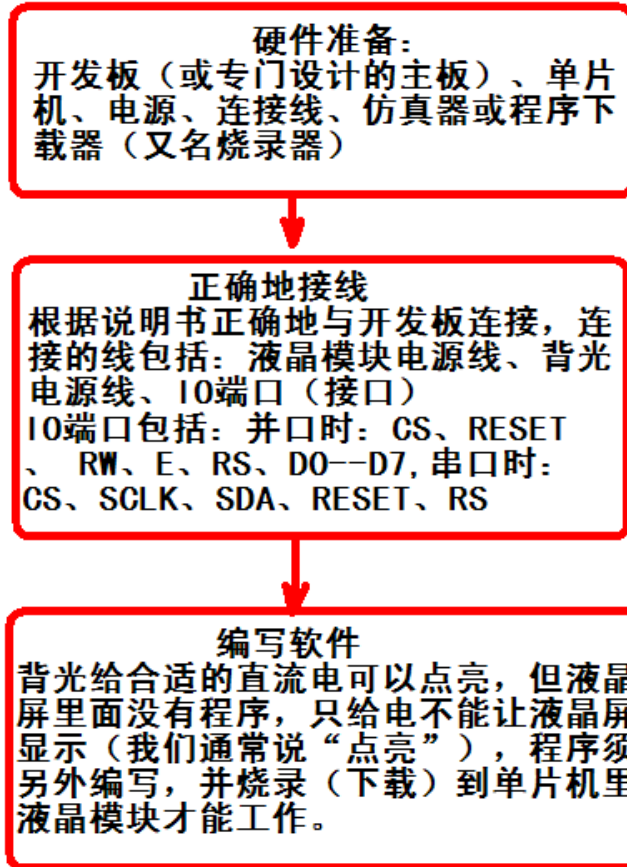 硬件准备:
开发板（或专门设计的主板）、单片
机、电源、连接线、仿真器或程序下
载器（又名烧录器）
正确地接线
根据说明书正确地与开发板连接，连
接的线包括：液晶模块电源线、背光
电源线、IO端口（接口）
IO端口包括：并口时：CS、RESET
、 RW、E、RS、D0--D7,串口时：
CS、SCLK、SDA、RESET、RS
编写软件
背光给合适的直流电可以点亮，但液晶
屏里面没有程序，只给电不能让液晶屏
显示（我们通常说“点亮”），程序须
另外编写，并烧录（下载）到单片机里
液晶模块才能工作。